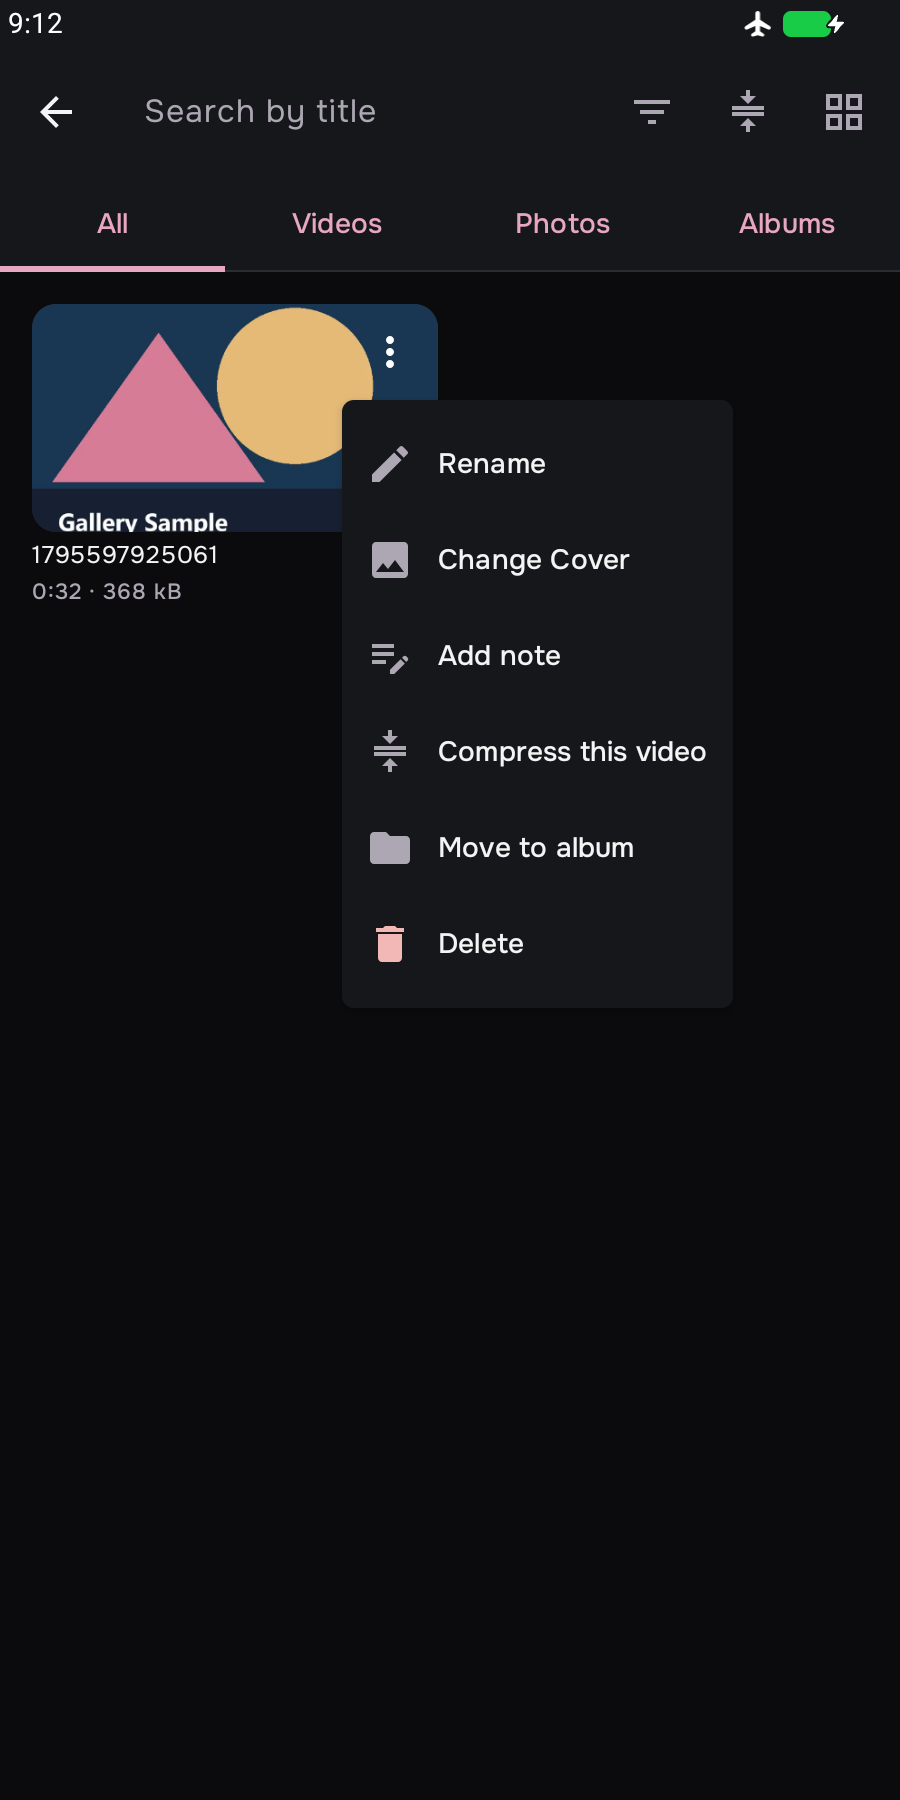 9:12
Search by title
All Videos Photos Albums
Gallery Sample
1795597925061
0:32 · 368 kB
Rename
Change Cover
Add note
Compress this video
Move to album
Delete